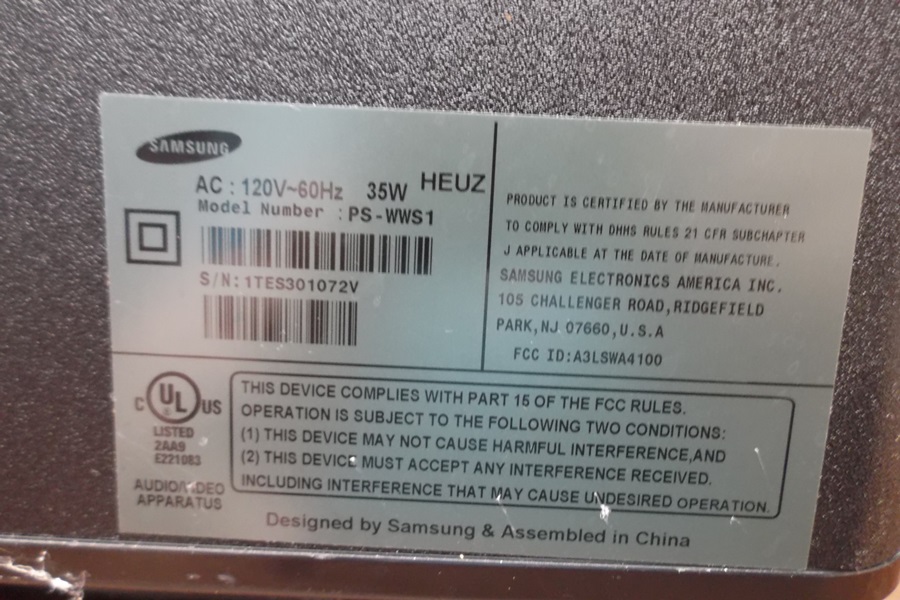 SAMSUNG
AC : 120V~60Hz 35W HEUZ
Model Number : PS-WWS1
S/N:1TES301072V
PRODUCT IS CERTIFIED BY THE MANUFACTURER
TO COMPLY WITH DHHS RULES 21 CFR SUBCHAPTER
J APPLICABLE AT THE DATE OF MANUFACTURE.
SAMSUNG ELECTRONICS AMERICA INC.
105 CHALLENGER ROAD,RIDGEFIELD
PARK,NJ 07660,U.S.A
FCC ID:A3LSWA4100
C UL US
LISTED
2AA9
E221083
AUDIO/VIDEO
APPARATUS
THIS DEVICE COMPLIES WITH PART 15 OF THE FCC RULES.
OPERATION IS SUBJECT TO THE FOLLOWING TWO CONDITIONS:
(1) THIS DEVICE MAY NOT CAUSE HARMFUL INTERFERENCE,AND
(2) THIS DEVICE MUST ACCEPT ANY INTERFERENCE RECEIVED.
INCLUDING INTERFERENCE THAT MAY CAUSE UNDESIRED OPERATION.
Designed by Samsung & Assembled in China